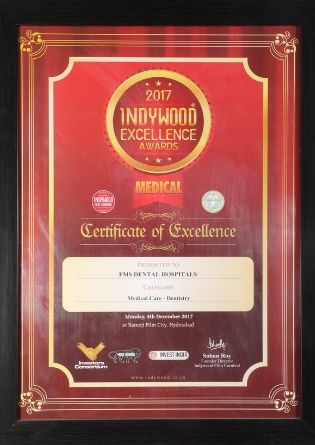 2017
INDYWOOD
EXCELLENCE
AWARDS
MEDICAL
Certificate of Excellence
PRESENTED TO
FMS DENTAL HOSPITALS
CATEGORY
Medical Care - Dentistry
Monday, 4th December 2017
at Ramoji Film City, Hyderabad
Investors
Consortium
INVEST INDIA
Sohan Roy
Founder Director
Indywood Film Carnival
www.indywood.co.in